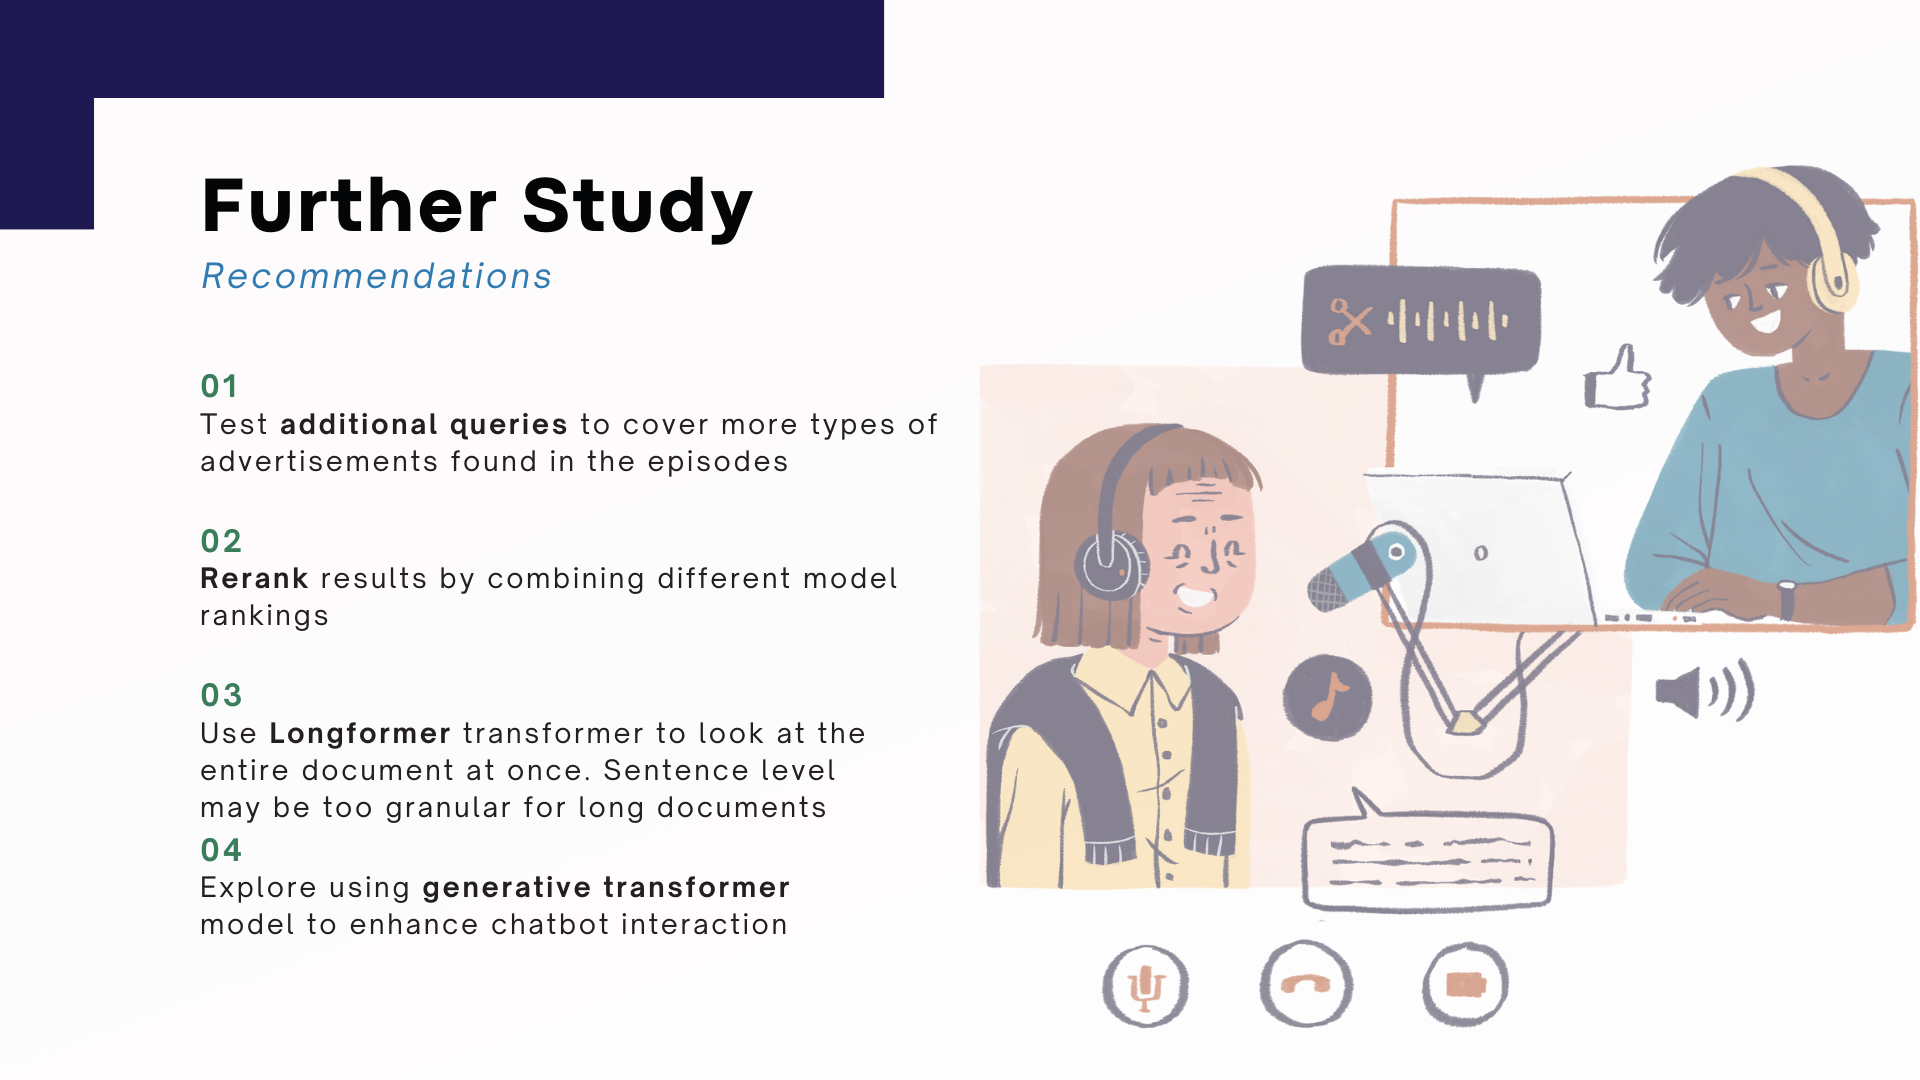 Further Study
Recommendations
01
Test additional queries to cover more types of
advertisements found in the episodes
02
Rerank results by combining different model
rankings
03
Use Longformer transformer to look at the
entire document at once. Sentence level
may be too granular for long documents
04
Explore using generative transformer
model to enhance chatbot interaction